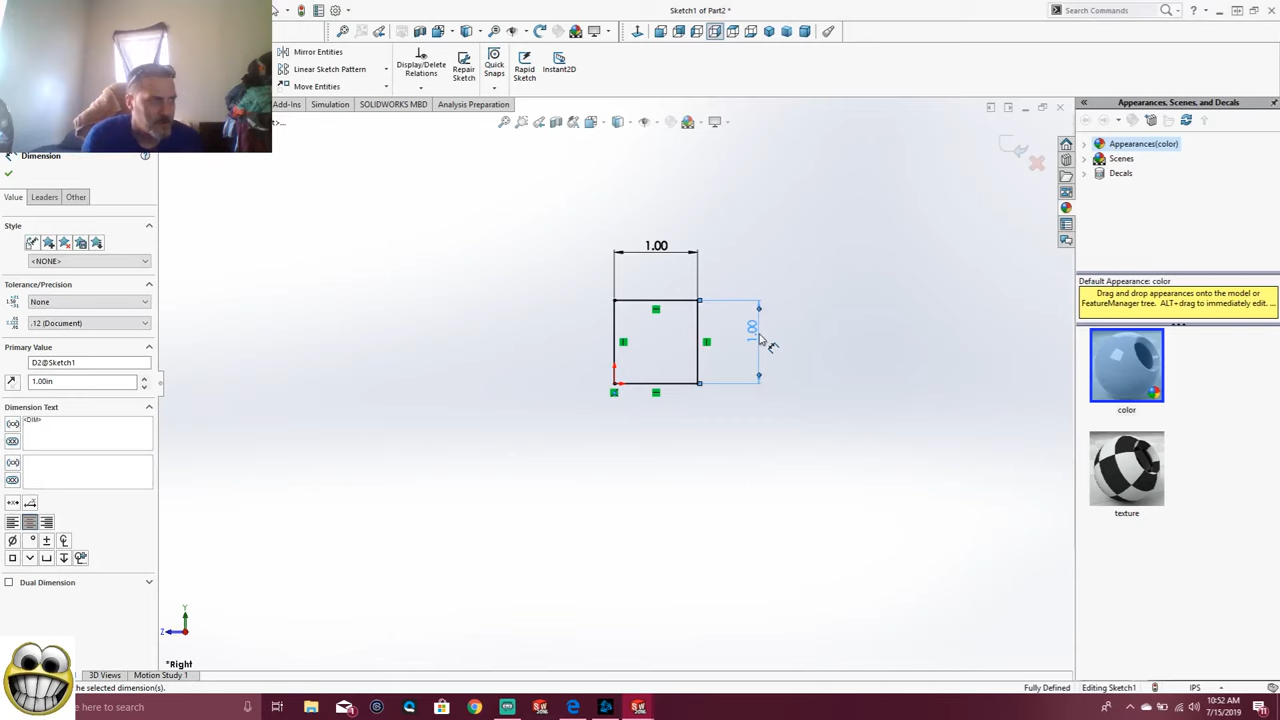 Sketch1 of Part2 *
Search Commands
Mirror Entities
Linear Sketch Pattern
Move Entities
Display/Delete
Relations
Repair
Sketch
Quick
Snaps
Rapid
Sketch
Instant2D
Add-Ins
Simulation
SOLIDWORKS MBD
Analysis Preparation
Dimension
Value
Leaders
Other
Style
<NONE>
Tolerance/Precision
None
.12 (Document)
Primary Value
D2@Sketch1
1.00in
Dimension Text
<DIM>
Dual Dimension
1.00
1.00
Y
Z
*Right
Appearances, Scenes, and Decals
Appearances(color)
Scenes
Decals
Default Appearance: color
Drag and drop appearances onto the model or
FeatureManager tree. ALT+drag to immediately edit. ...
color
texture
3D Views
Motion Study 1
the selected dimension(s).
Fully Defined
Editing Sketch1
IPS
here to search
10:52 AM
7/15/2019